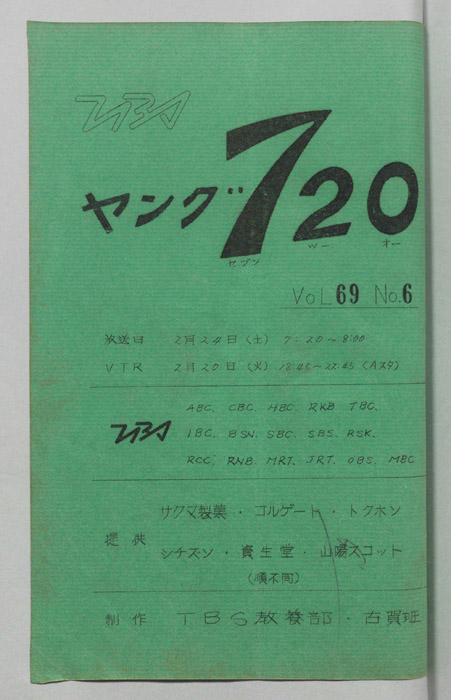 TBS
ヤング720
セブン ツー オー
VOL 69 No.6
放送日 2月24日(土) 7:20〜8:00
VTR 2月20日(火) 18:45〜22:45 (Aスタ)
TBS
ABC、CBC、HBC、RKB TBC、
IBC、BSN、SBC、SBS、RSK、
RCC、RNB、MRT、JRT、OBS、MBC
提供
サクマ製菓・コルゲート・トクホン
シチズン・資生堂・山陽スコット
(順不同)
制作 TBS教養部・古賀班